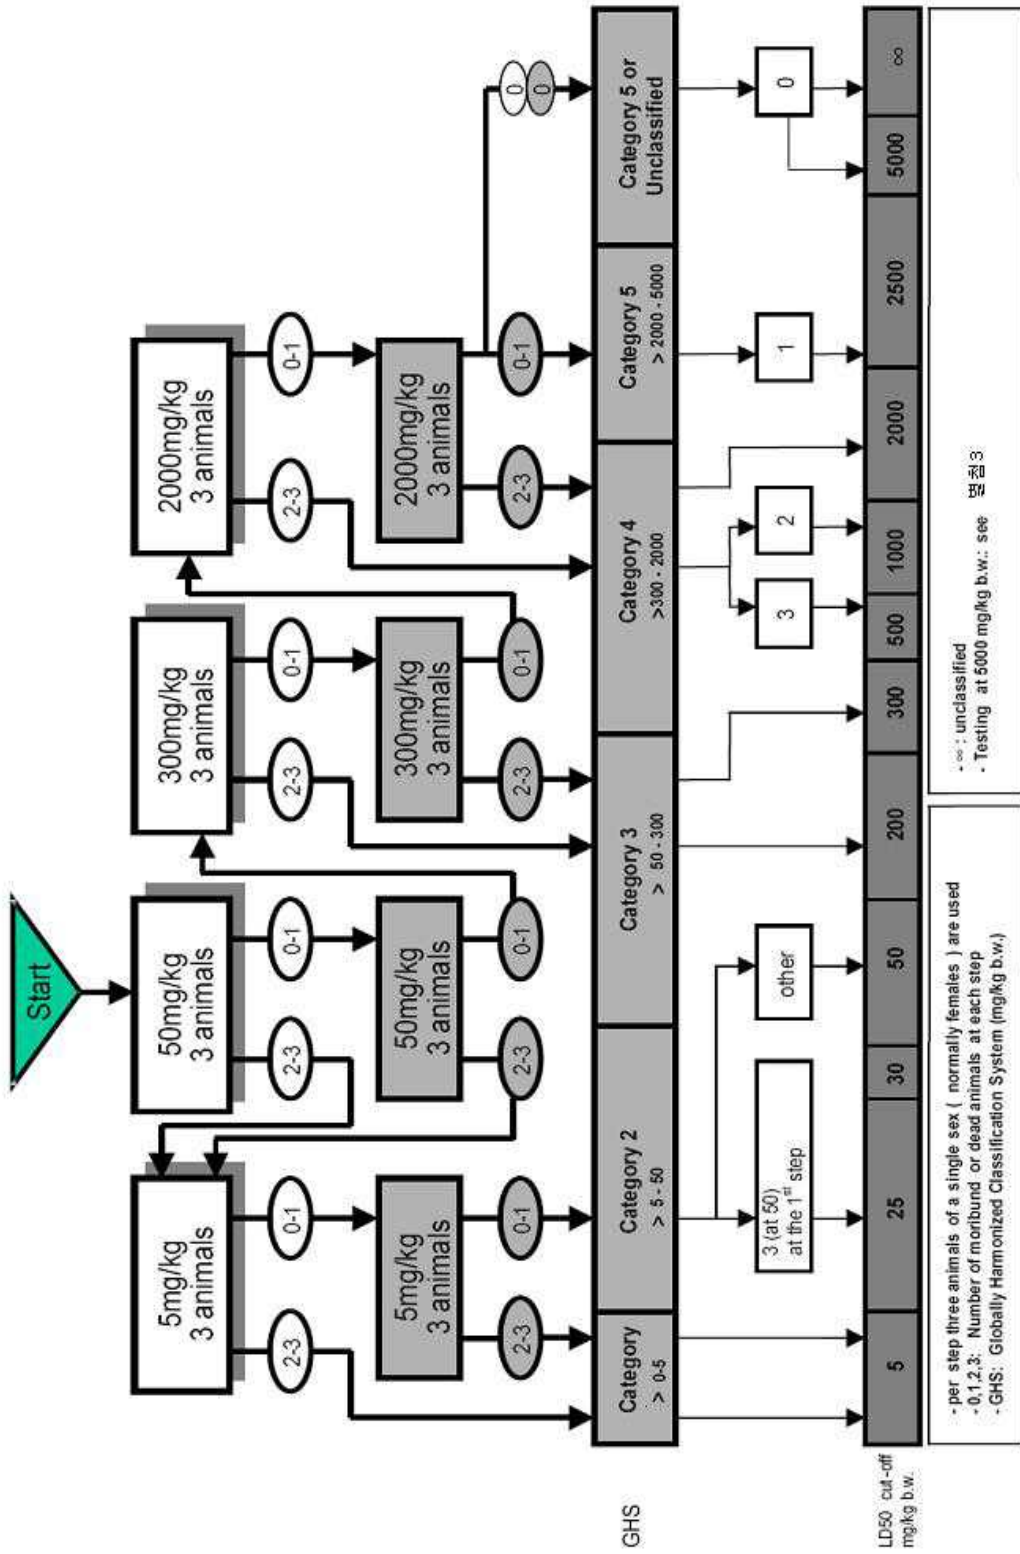 Start
5mg/kg
3 animals
50mg/kg
3 animals
300mg/kg
3 animals
2000mg/kg
3 animals
2-3
0-1
2-3
0-1
2-3
0-1
2-3
0-1
5mg/kg
3 animals
50mg/kg
3 animals
300mg/kg
3 animals
2000mg/kg
3 animals
2-3
0-1
2-3
0-1
2-3
0-1
2-3
0-1
0
0
GHS
Category
> 0-5
Category 2
> 5 - 50
Category 3
> 50 - 300
Category 4
>300 - 2000
Category 5
> 2000 - 5000
Category 5 or
Unclassified
3 (at 50)
at the 1st step
other
3
2
1
0
LD50 cut-off
mg/kg b.w.
5
25
30
50
200
300
500
1000
2000
2500
5000
∞
- per step three animals of a single sex ( normally females ) are used
- 0,1,2,3: Number of moribund or dead animals at each step
- GHS: Globally Harmonized Classification System (mg/kg b.w.)
- ∞ : unclassified
- Testing at 5000 mg/kg b.w.: see 별첨3